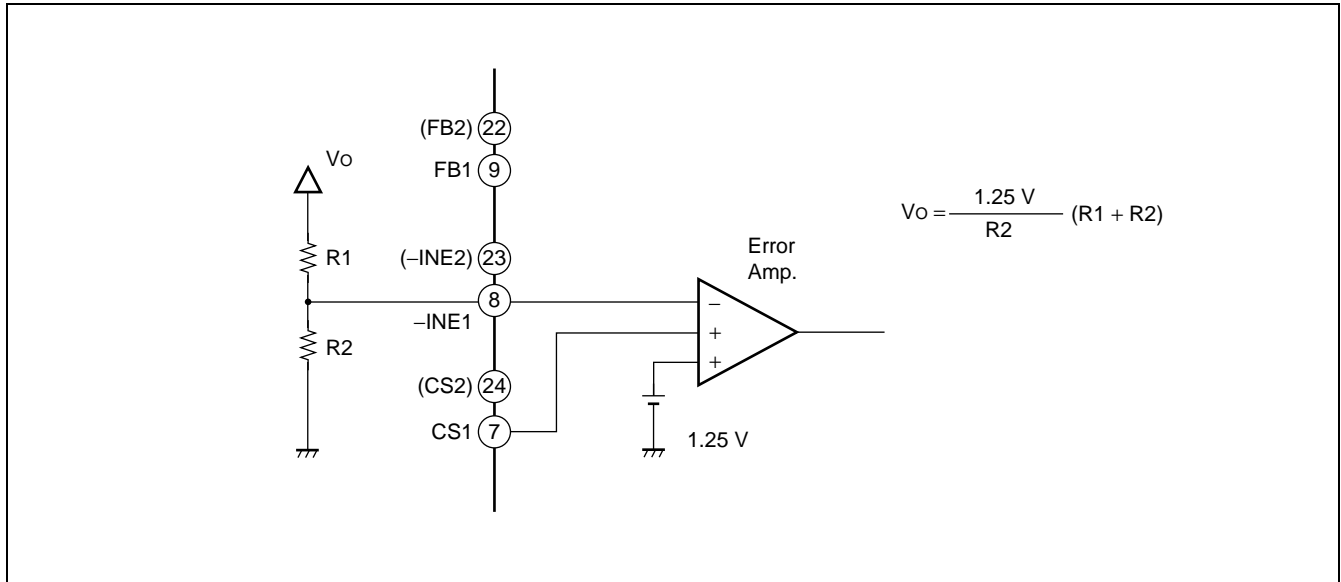 (FB2) 22
FB1 9
VO
R1
R2
(−INE2) 23
8
−INE1
(CS2) 24
CS1 7
Error
Amp.
−
+
+
1.25 V
VO = 1.25 V / R2 (R1 + R2)